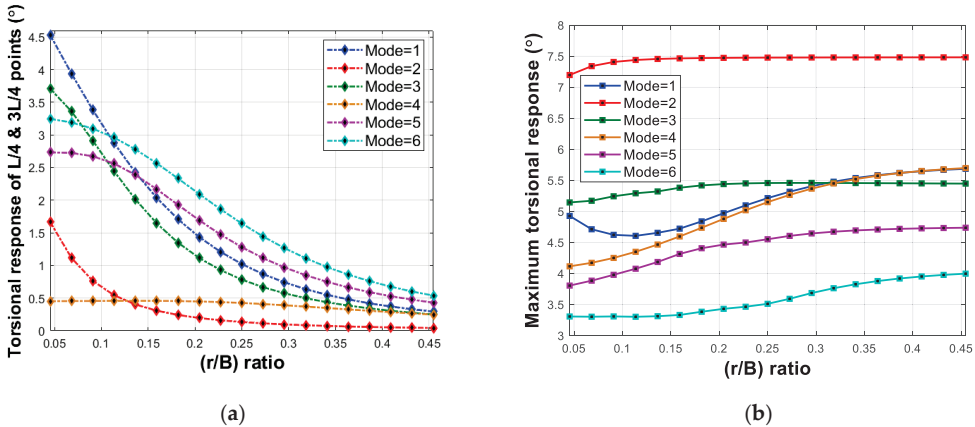 Torsional response of L/4 & 3L/4 points (°)
4.5
4
3.5
3
2.5
2
1.5
1
0.5
0
Mode=1
Mode=2
Mode=3
Mode=4
Mode=5
Mode=6
0.05 0.1 0.15 0.2 0.25 0.3 0.35 0.4 0.45
(r/B) ratio
(a)
Maximum torsional response (°)
8
7.5
7
6.5
6
5.5
5
4.5
4
3.5
3
Mode=1
Mode=2
Mode=3
Mode=4
Mode=5
Mode=6
0.05 0.1 0.15 0.2 0.25 0.3 0.35 0.4 0.45
(r/B) ratio
(b)